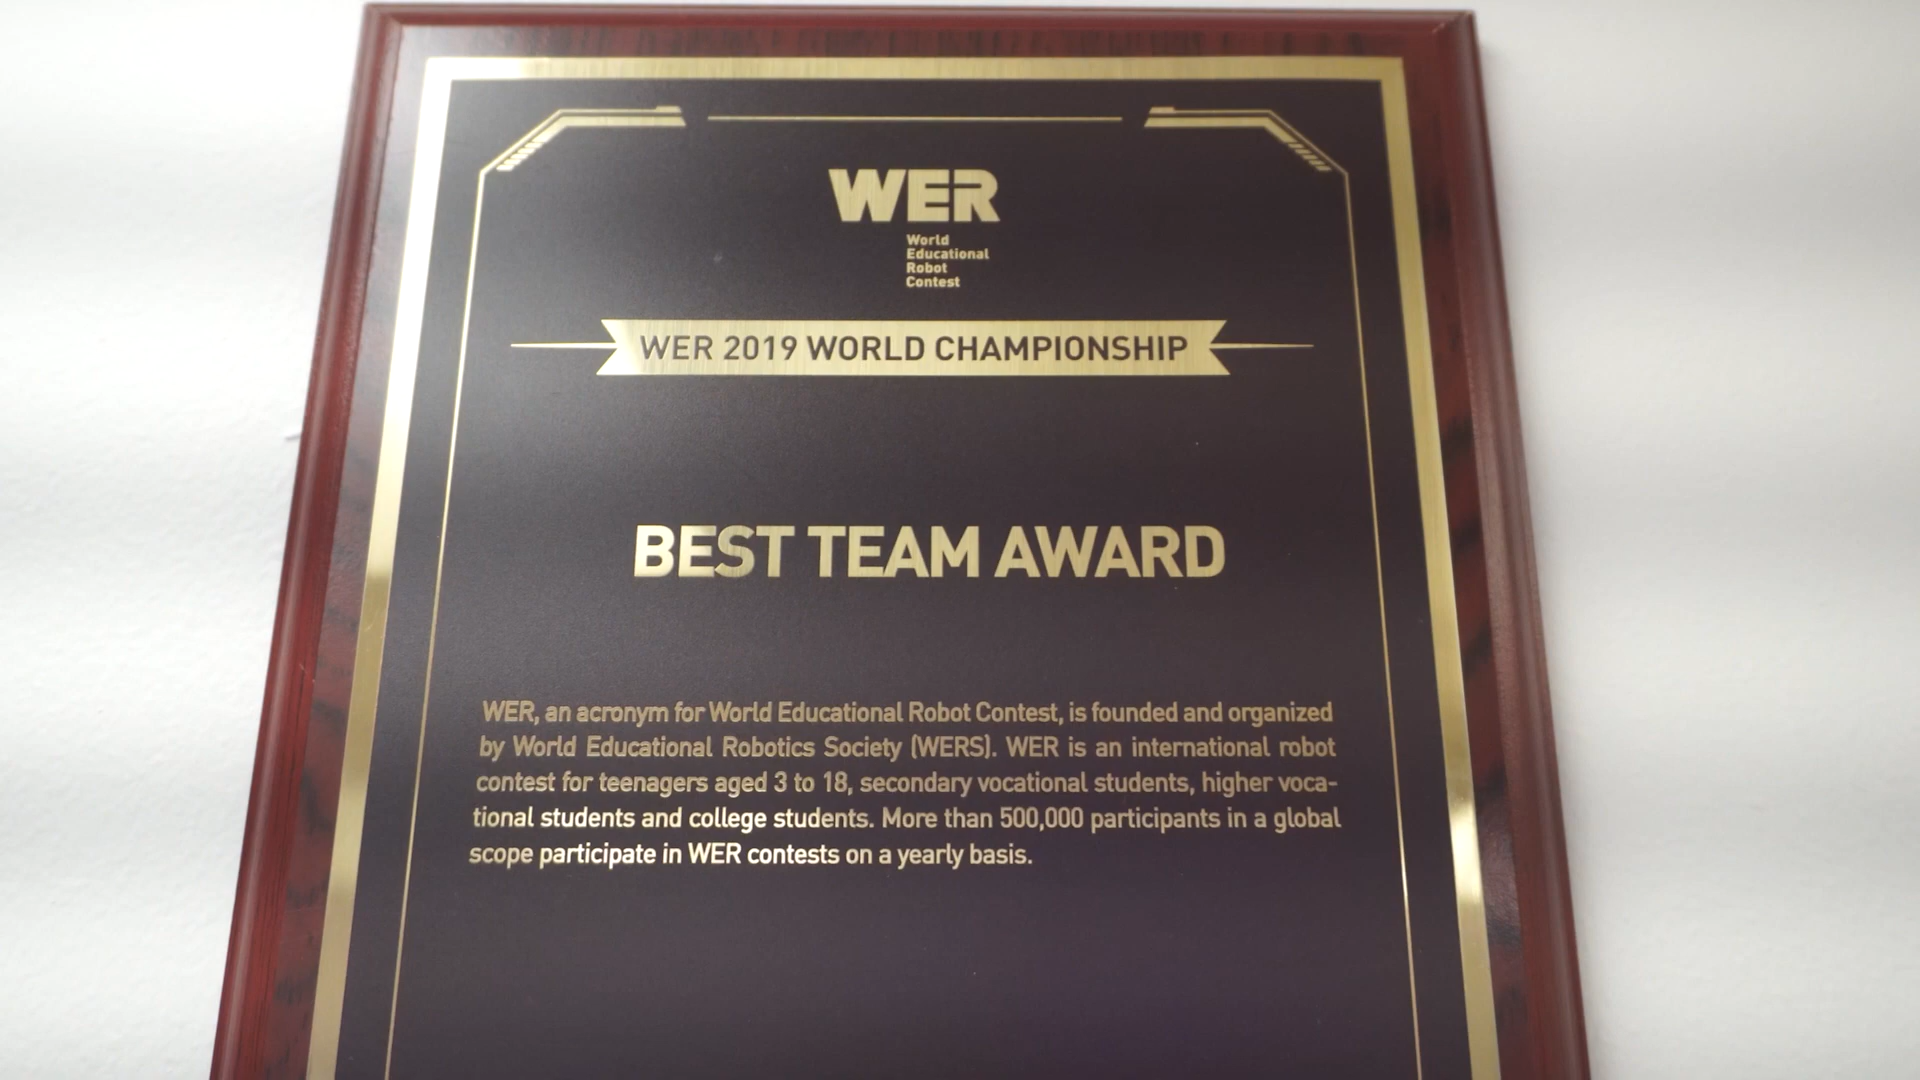 WER
World
Educational
Robot
Contest
WER 2019 WORLD CHAMPIONSHIP
BEST TEAM AWARD
WER, an acronym for World Educational Robot Contest, is founded and organized
by World Educational Robotics Society (WERS). WER is an international robot
contest for teenagers aged 3 to 18, secondary vocational students, higher voca-
tional students and college students. More than 500,000 participants in a global
scope participate in WER contests on a yearly basis.